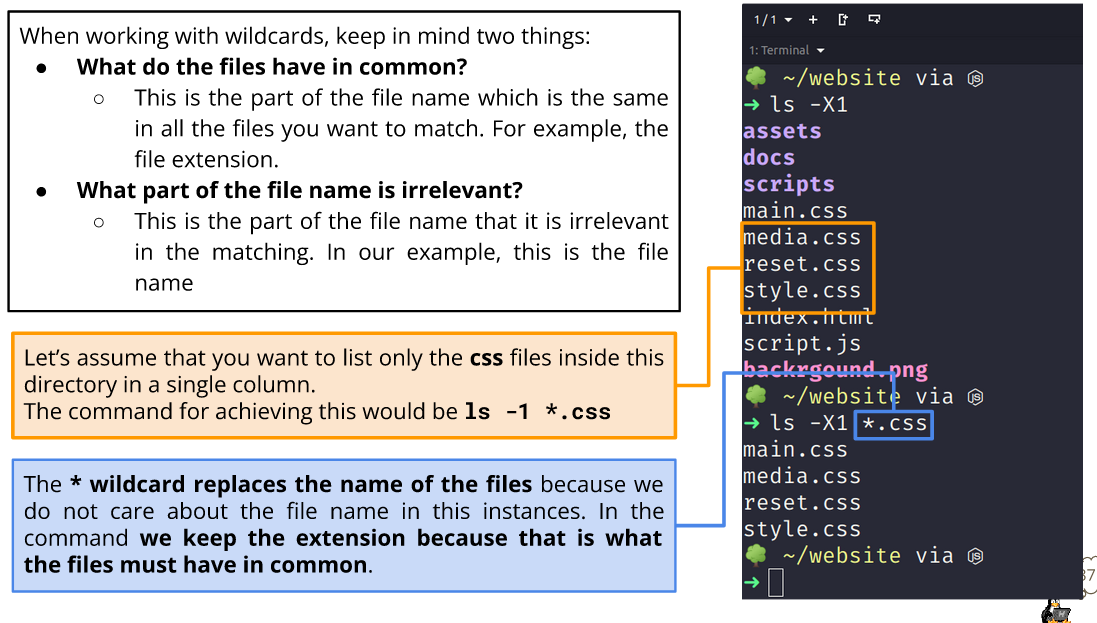 When working with wildcards, keep in mind two things:
● What do the files have in common?
○ This is the part of the file name which is the same
in all the files you want to match. For example, the
file extension.
● What part of the file name is irrelevant?
○ This is the part of the file name that it is irrelevant
in the matching. In our example, this is the file
name
Let’s assume that you want to list only the css files inside this
directory in a single column.
The command for achieving this would be ls -1 *.css
The * wildcard replaces the name of the files because we
do not care about the file name in this instances. In the
command we keep the extension because that is what
the files must have in common.
1/1
1: Terminal
~/website via
➜ ls -X1
assets
docs
scripts
main.css
media.css
reset.css
style.css
index.html
script.js
backrgound.png
~/website via
➜ ls -X1 *.css
main.css
media.css
reset.css
style.css
~/website via
➜
37